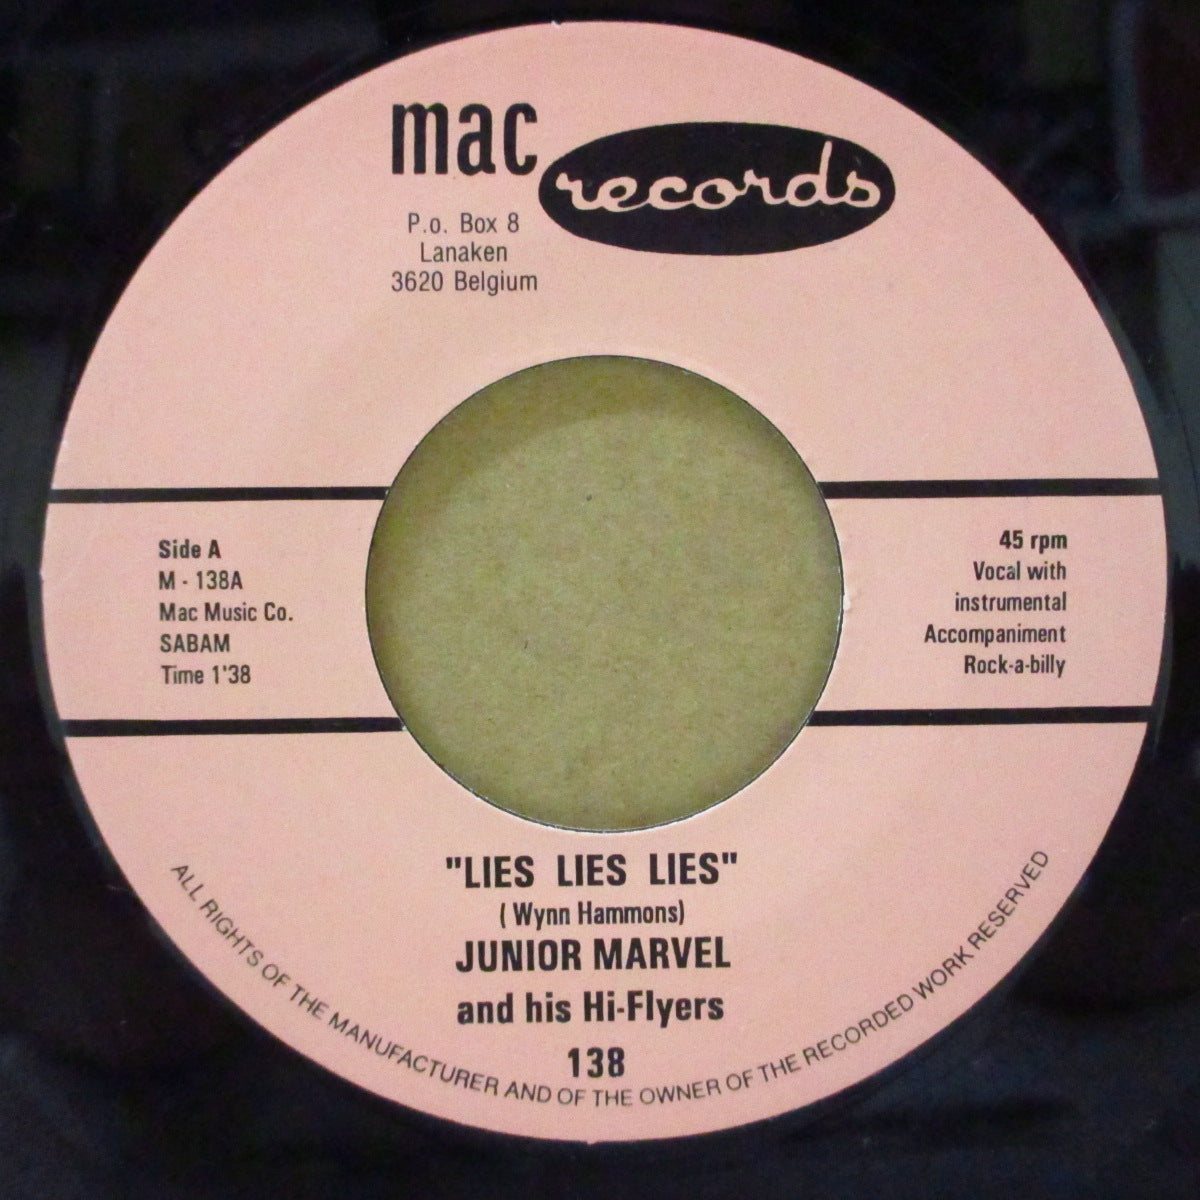 mac records
P.o. Box 8
Lanaken
3620 Belgium
Side A
M - 138A
Mac Music Co.
SABAM
Time 1'38
45 rpm
Vocal with
instrumental
Accompaniment
Rock-a-billy
"LIES LIES LIES"
( Wynn Hammons)
JUNIOR MARVEL
and his Hi-Flyers
138
ALL RIGHTS OF THE MANUFACTURER AND OF THE OWNER OF THE RECORDED WORK RESERVED